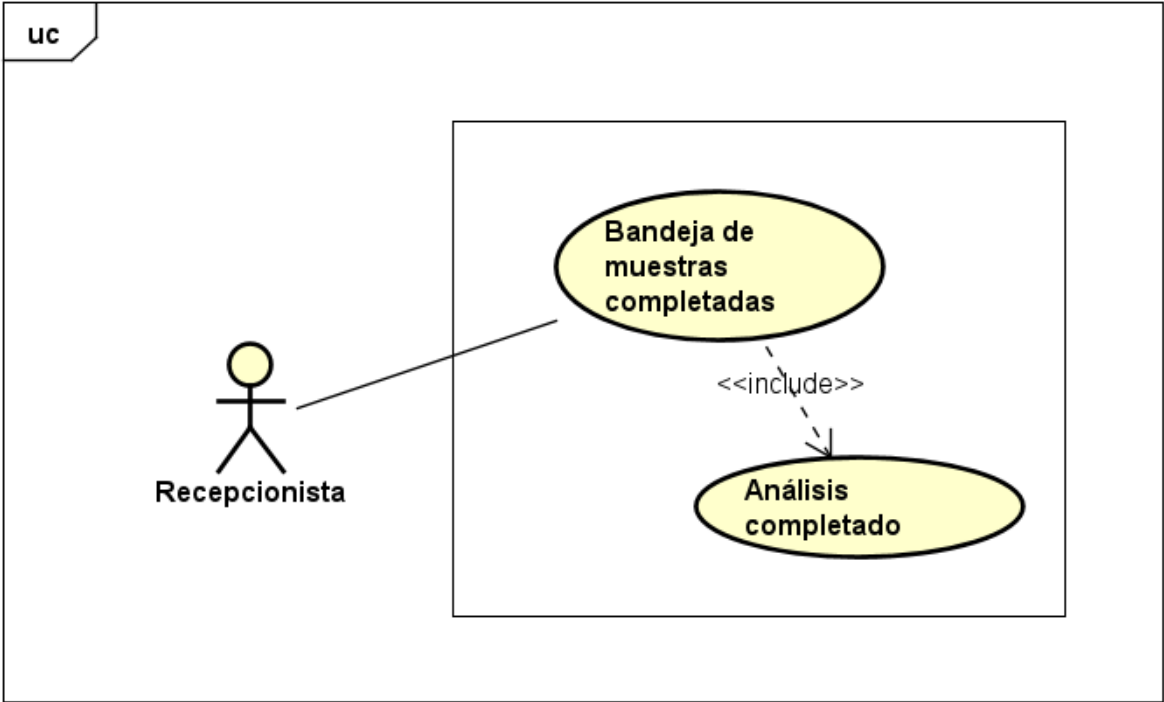 uc
Bandeja de
muestras
completadas
<<include>>
Recepcionista
Análisis
completado